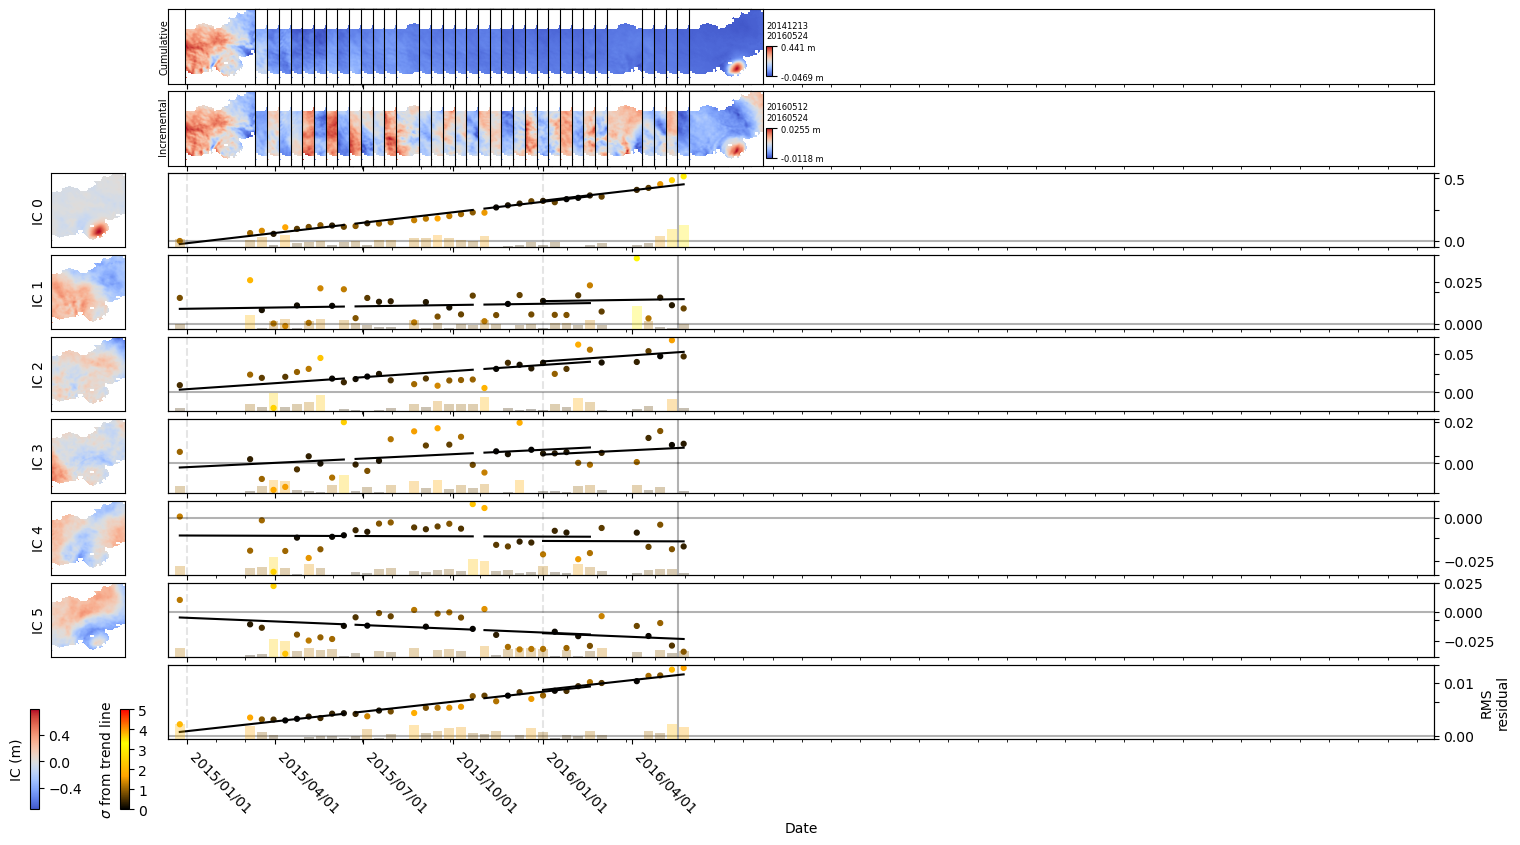 Cumulative
20141213
20160524
0.441 m
-0.0469 m
Incremental
20160512
20160524
0.0255 m
-0.0118 m
IC 0
0.5
0.0
IC 1
0.025
0.000
IC 2
0.05
0.00
IC 3
0.02
0.00
IC 4
0.000
−0.025
IC 5
0.025
0.000
−0.025
0.01
0.00
RMS
residual
IC (m)
0.4
0.0
−0.4
σ from trend line
5
4
3
2
1
0
2015/01/01
2015/04/01
2015/07/01
2015/10/01
2016/01/01
2016/04/01
Date